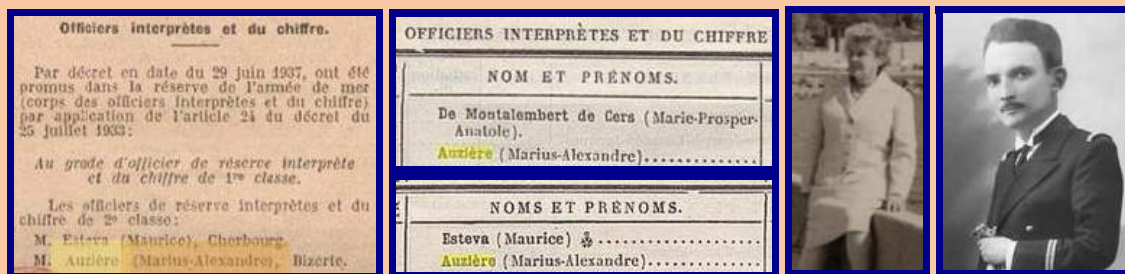 Officiers interprètes et du chiffre.
Par décret en date du 29 juin 1937, ont été
promus dans la réserve de l'armée de mer
(corps des officiers interprètes et du chiffre)
par application de l'article 24 du décret du
25 juillet 1933:
Au grade d'officier de réserve interprète
et du chiffre de 1re classe.
Les officiers de réserve interprètes et du
chiffre de 2e classe:
M. Esteva (Maurice), Cherbourg.
M. Auzière (Marius-Alexandre), Bizerte.
OFFICIERS INTERPRÈTES ET DU CHIFFRE
NOM ET PRÉNOMS.
De Montalembert de Cers (Marie-Prosper-
Anatole).
Auzière (Marius-Alexandre)..............
NOMS ET PRÉNOMS.
Esteva (Maurice) ....................
Auzière (Marius-Alexandre)..............